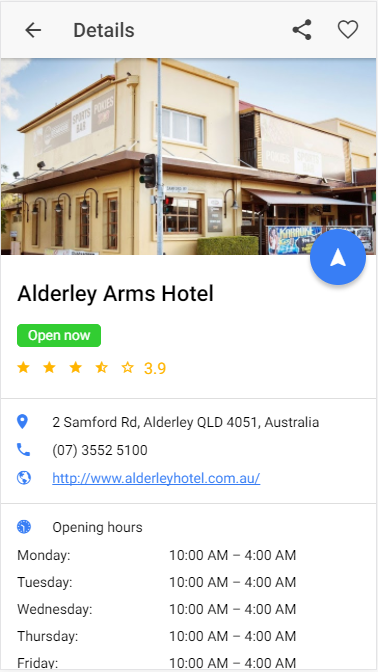 Details
SPORTS
BAR
POKIES
Alderley Arms Hotel
Open now
3.9
2 Samford Rd, Alderley QLD 4051, Australia
(07) 3552 5100
http://www.alderleyhotel.com.au/
Opening hours
Monday: 10:00 AM – 4:00 AM
Tuesday: 10:00 AM – 4:00 AM
Wednesday: 10:00 AM – 4:00 AM
Thursday: 10:00 AM – 4:00 AM
Friday: 10:00 AM – 4:00 AM